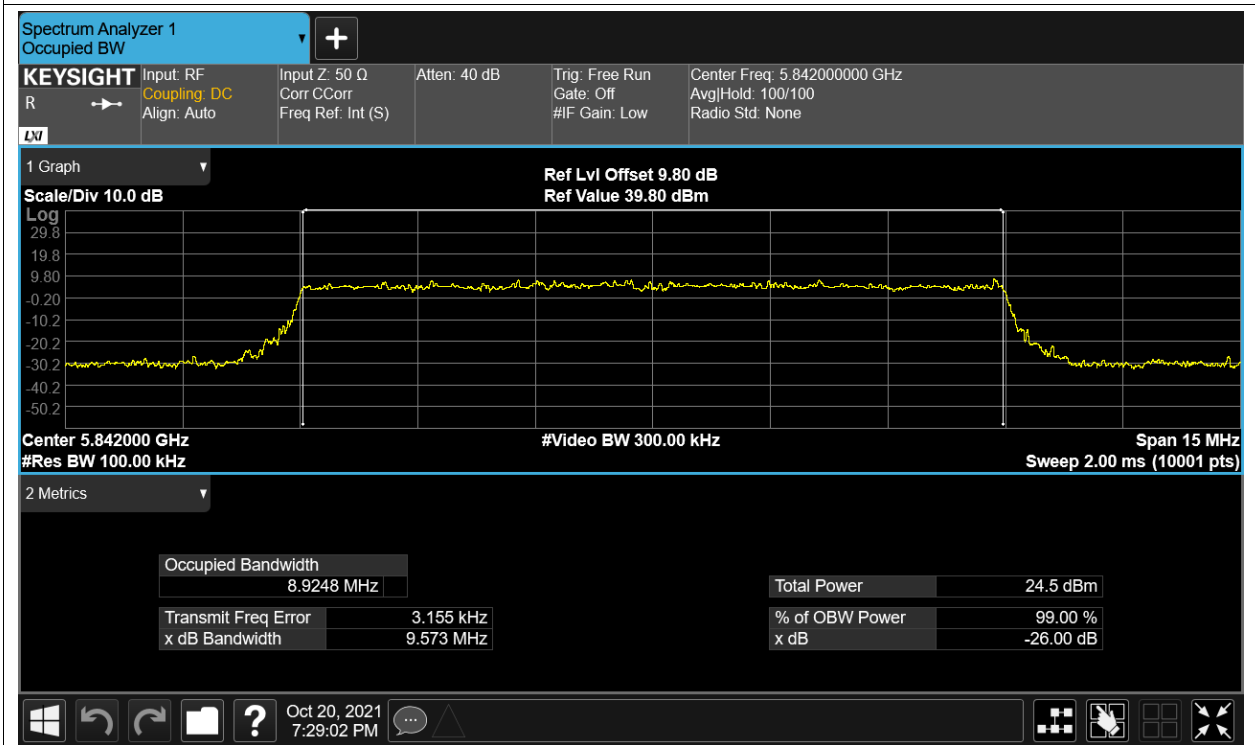 Spectrum Analyzer 1
Occupied BW
KEYSIGHT
R
LXI
Input: RF
Coupling: DC
Align: Auto
Input Z: 50 Ω
Corr CCorr
Freq Ref: Int (S)
Atten: 40 dB
Trig: Free Run
Gate: Off
#IF Gain: Low
Center Freq: 5.842000000 GHz
Avg|Hold: 100/100
Radio Std: None
1 Graph
Scale/Div 10.0 dB
Ref Lvl Offset 9.80 dB
Ref Value 39.80 dBm
Log
29.8
19.8
9.80
-0.20
-10.2
-20.2
-30.2
-40.2
-50.2
Center 5.842000 GHz
#Video BW 300.00 kHz
Span 15 MHz
#Res BW 100.00 kHz
Sweep 2.00 ms (10001 pts)
2 Metrics
Occupied Bandwidth
8.9248 MHz
Transmit Freq Error 3.155 kHz
x dB Bandwidth 9.573 MHz
Total Power 24.5 dBm
% of OBW Power 99.00 %
x dB -26.00 dB
?
Oct 20, 2021
7:29:02 PM